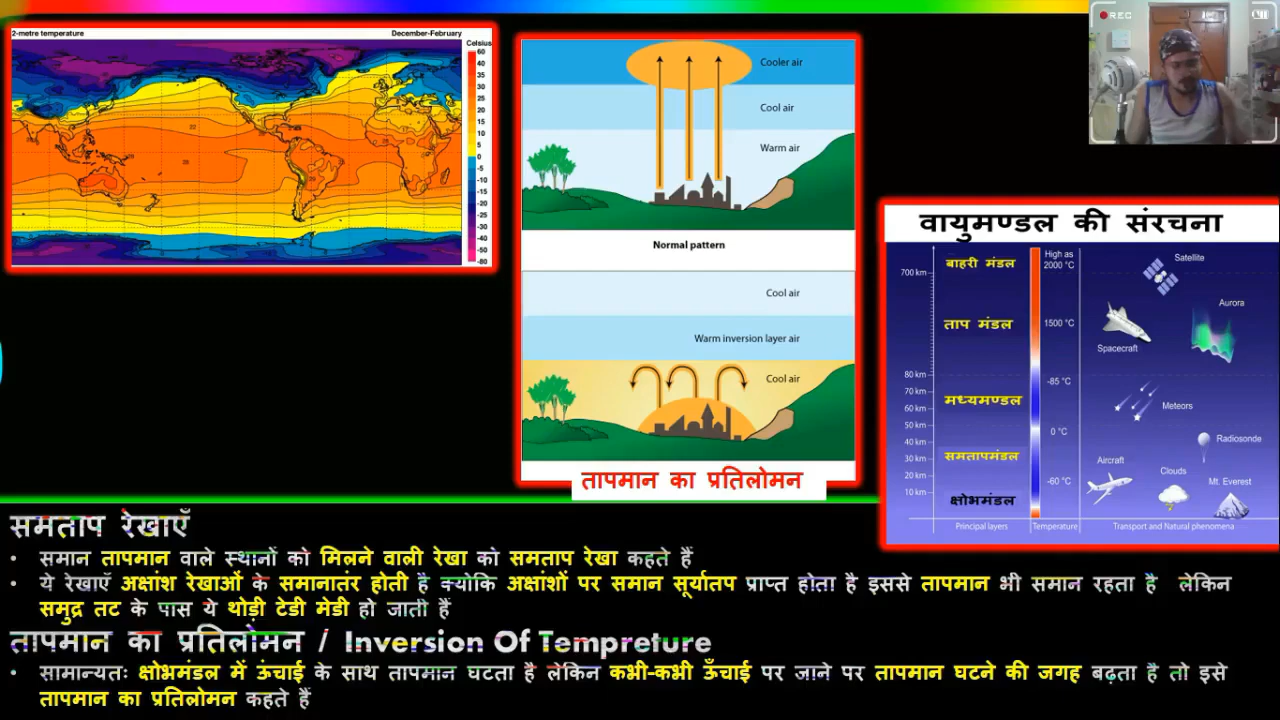 2-metre temperature December-February
Celsius
60
40
35
30
25
20
15
10
5
0
-5
-10
-15
-20
-25
-30
-40
-50
-80
Cooler air
Cool air
Warm air
Normal pattern
Cool air
Warm inversion layer air
Cool air
तापमान का प्रतिलोमन
REC
वायुमण्डल की संरचना
700 km
80 km
70 km
60 km
50 km
40 km
30 km
20 km
10 km
बाहरी मंडल
ताप मंडल
मध्यमण्डल
समतापमंडल
क्षोभमंडल
High as
2000 °C
1500 °C
-85 °C
0 °C
-60 °C
Satellite
Aurora
Spacecraft
Meteors
Radiosonde
Aircraft
Clouds
Mt. Everest
Principal layers
Temperature
Transport and Natural phenomena
समताप रेखाएँ
• समान तापमान वाले स्थानों को मिलने वाली रेखा को समताप रेखा कहते हैं
• ये रेखाएँ अक्षांश रेखाओं के समानातंर होती है क्योकि अक्षांशों पर समान सूर्यातप प्राप्त होता है इससे तापमान भी समान रहता है लेकिन
समुद्र तट के पास ये थोड़ी टेडी मेडी हो जाती हैं
तापमान का प्रतिलोमन / Inversion Of Tempreture
• सामान्यतः क्षोभमंडल में ऊंचाई के साथ तापमान घटता है लेकिन कभी-कभी ऊँचाई पर जाने पर तापमान घटने की जगह बढ़ता है तो इसे
तापमान का प्रतिलोमन कहते हैं